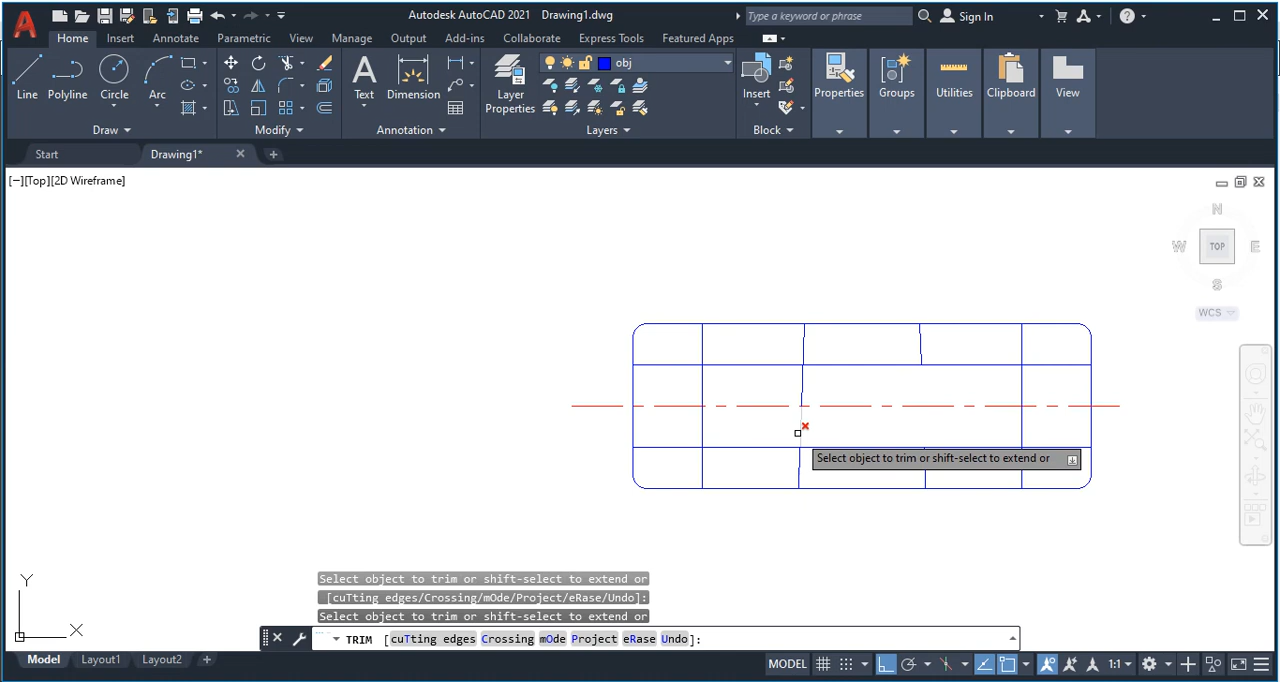 Autodesk AutoCAD 2021 Drawing1.dwg
Type a keyword or phrase
Sign In
Home Insert Annotate Parametric View Manage Output Add-ins Collaborate Express Tools Featured Apps
Line Polyline Circle Arc
Text Dimension
Layer Properties
obj
Insert
Properties Groups Utilities Clipboard View
Draw Modify Annotation Layers Block
Start Drawing1*
[−][Top][2D Wireframe]
N
W TOP E
S
WCS
Select object to trim or shift-select to extend or
Y
X
Select object to trim or shift-select to extend or
[cuTting edges/Crossing/mOde/Project/eRase/Undo]:
Select object to trim or shift-select to extend or
TRIM [cuTting edges Crossing mOde Project eRase Undo]:
Model Layout1 Layout2
MODEL 1:1